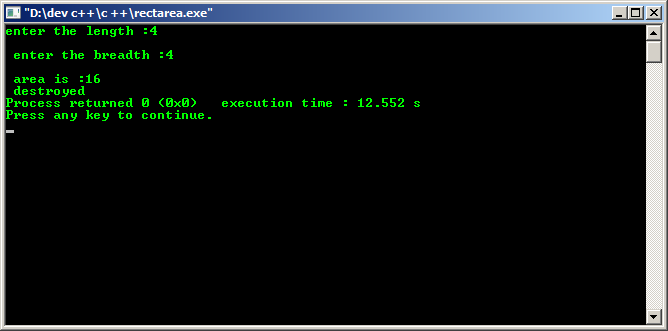 "D:\dev c++\c ++\rectarea.exe"
enter the length :4
enter the breadth :4
area is :16
destroyed
Process returned 0 (0x0)   execution time : 12.552 s
Press any key to continue.